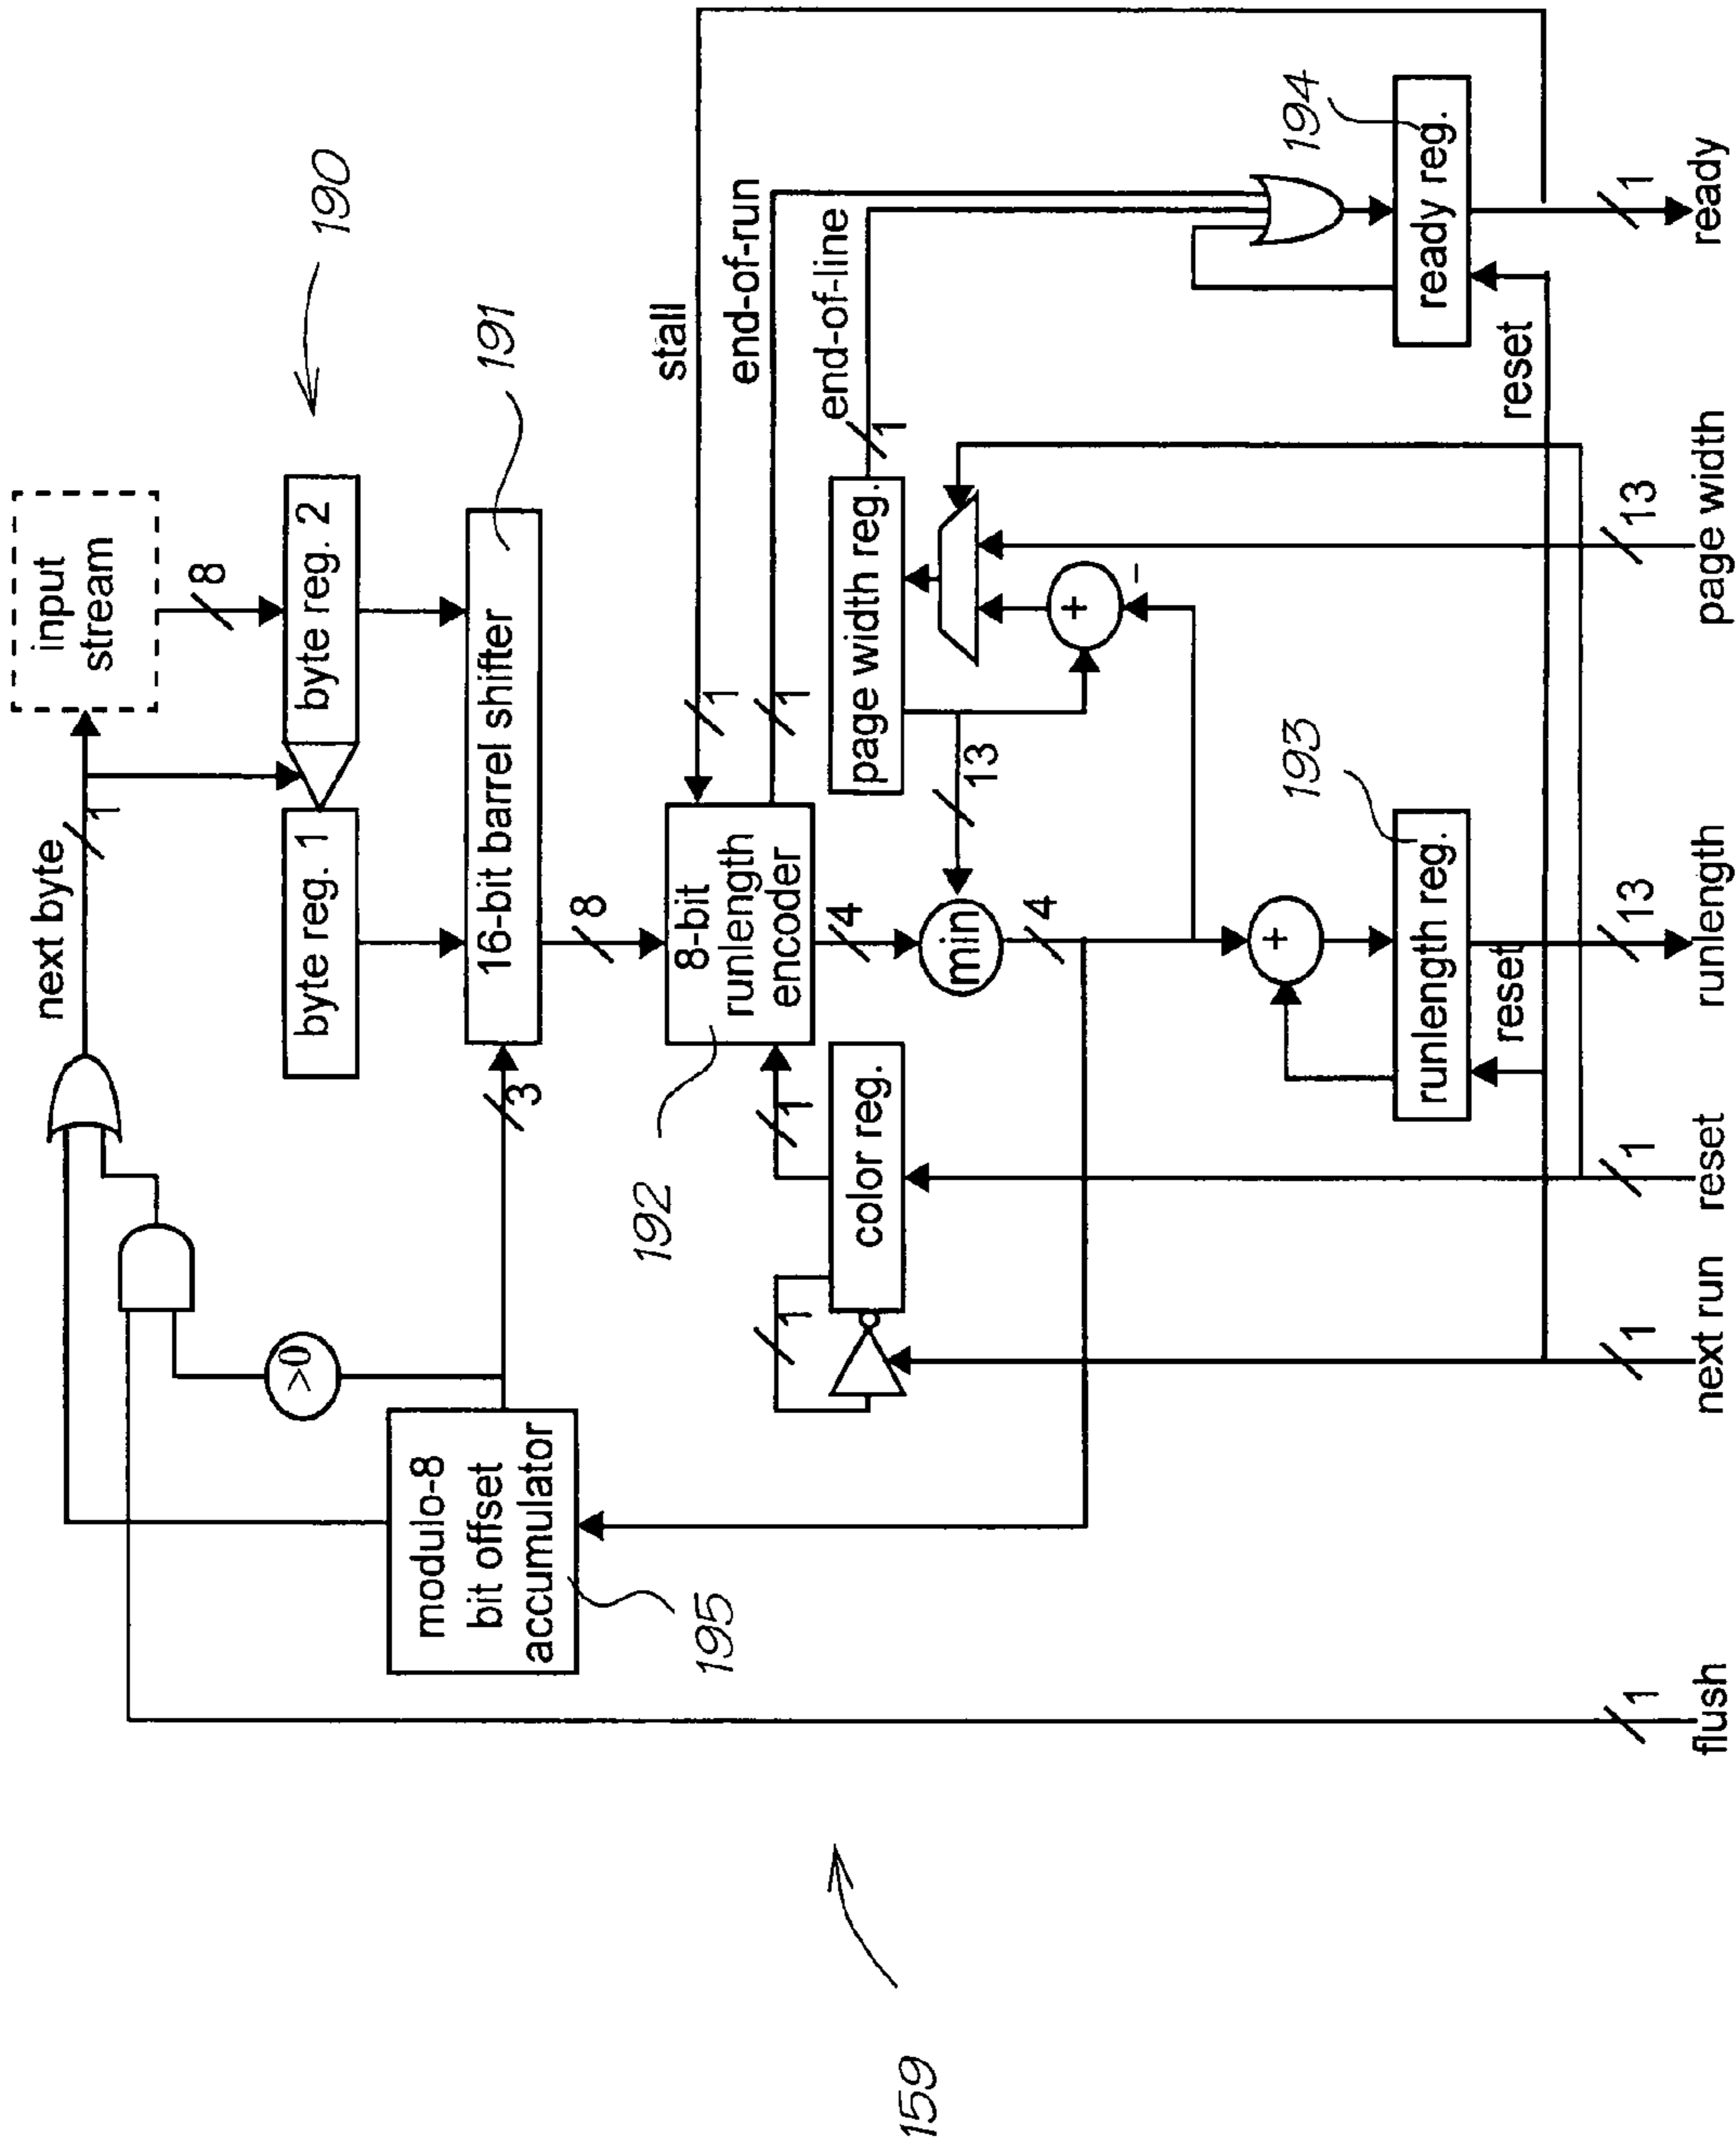 input
stream
next byte
1
8
190
byte reg. 1
byte reg. 2
191
16-bit barrel shifter
3
8
modulo-8
bit offset
accumulator
>0
195
192
8-bit
runlength
encoder
stall
1
end-of-run
1
end-of-line
1
1
color reg.
1
page width reg.
4
13
min
4
+
–
+
193
194
runlength reg.
ready reg.
reset
reset
1
1
1
13
13
1
flush
next run
reset
runlength
page width
ready
159